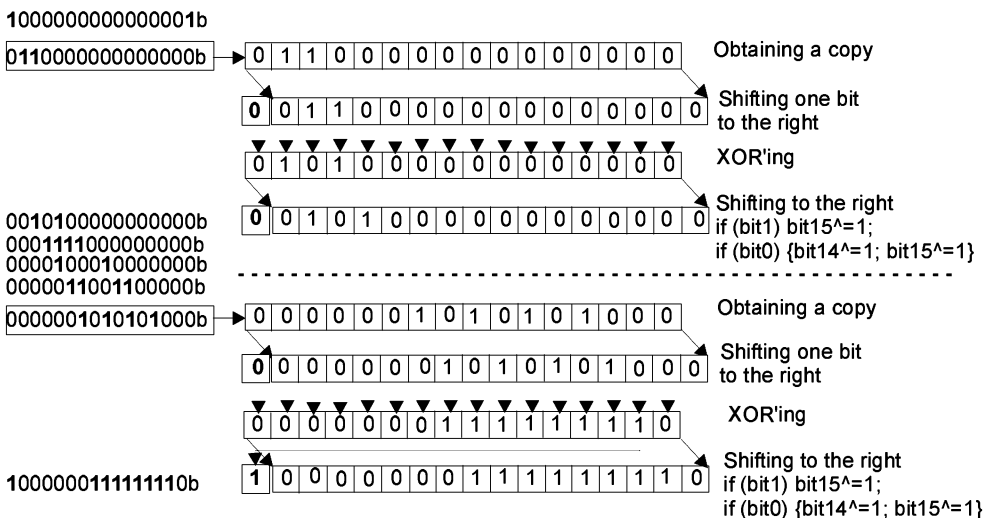 1000000000000001b
0110000000000000b
0 1 1 0 0 0 0 0 0 0 0 0 0 0 0 0
Obtaining a copy
0 0 1 1 0 0 0 0 0 0 0 0 0 0 0 0 0
Shifting one bit
to the right
0 1 0 1 0 0 0 0 0 0 0 0 0 0 0 0
XOR'ing
0 0 1 0 1 0 0 0 0 0 0 0 0 0 0 0 0
Shifting to the right
if (bit1) bit15^=1;
if (bit0) {bit14^=1; bit15^=1}
0010100000000000b
0001111000000000b
0000100010000000b
0000011001100000b
0000001010101000b
0 0 0 0 0 0 1 0 1 0 1 0 1 0 0 0
Obtaining a copy
0 0 0 0 0 0 0 1 0 1 0 1 0 1 0 0 0
Shifting one bit
to the right
0 0 0 0 0 0 0 1 1 1 1 1 1 1 1 0
XOR'ing
1000000111111110b
1 0 0 0 0 0 0 0 1 1 1 1 1 1 1 1 0
Shifting to the right
if (bit1) bit15^=1;
if (bit0) {bit14^=1; bit15^=1}